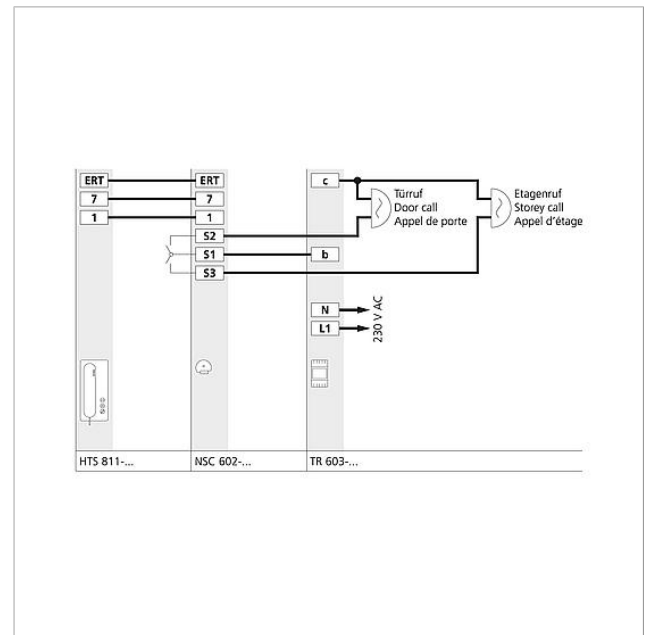 ERT ERT c
7 7
1 1
Türruf
Door call
Appel de porte
Etagenruf
Storey call
Appel d'étage
S2
S1 b
S3
N
L1
230 V AC
HTS 811-... NSC 602-... TR 603-...